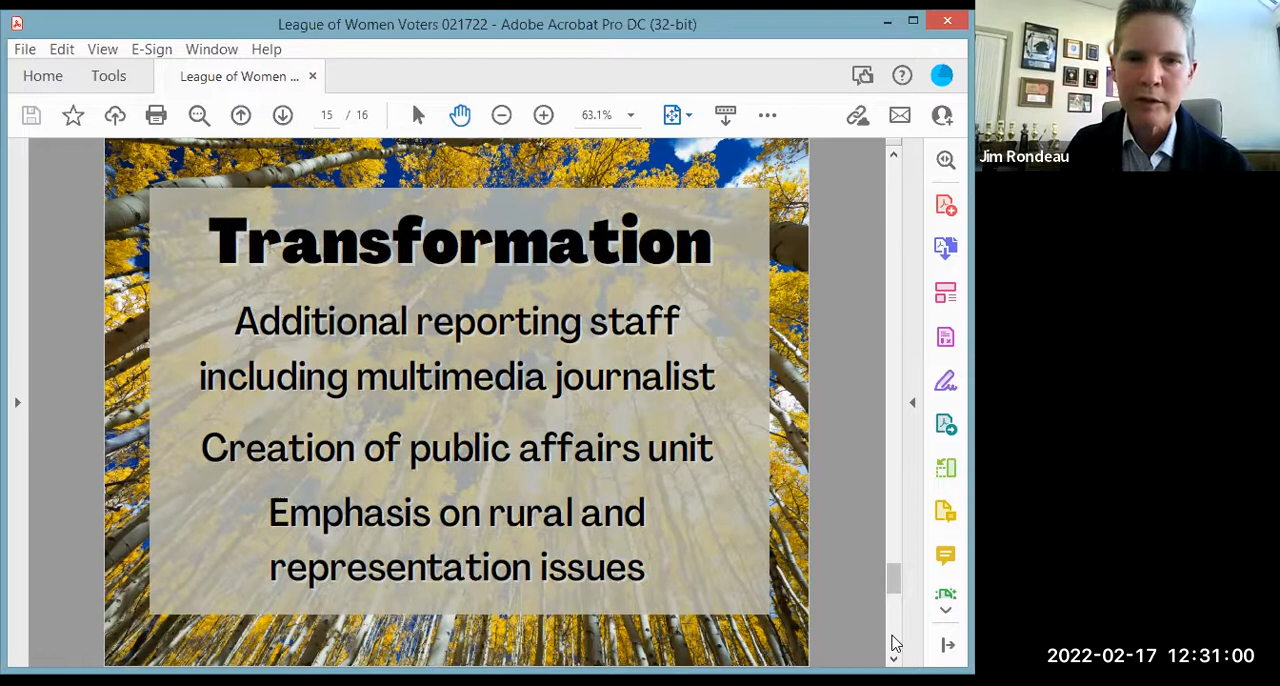 League of Women Voters 021722 - Adobe Acrobat Pro DC (32-bit)
File Edit View E-Sign Window Help
Home Tools League of Women ... ×
15 / 16 63.1%
Transformation
Additional reporting staff
including multimedia journalist
Creation of public affairs unit
Emphasis on rural and
representation issues
Jim Rondeau
2022-02-17 12:31:00